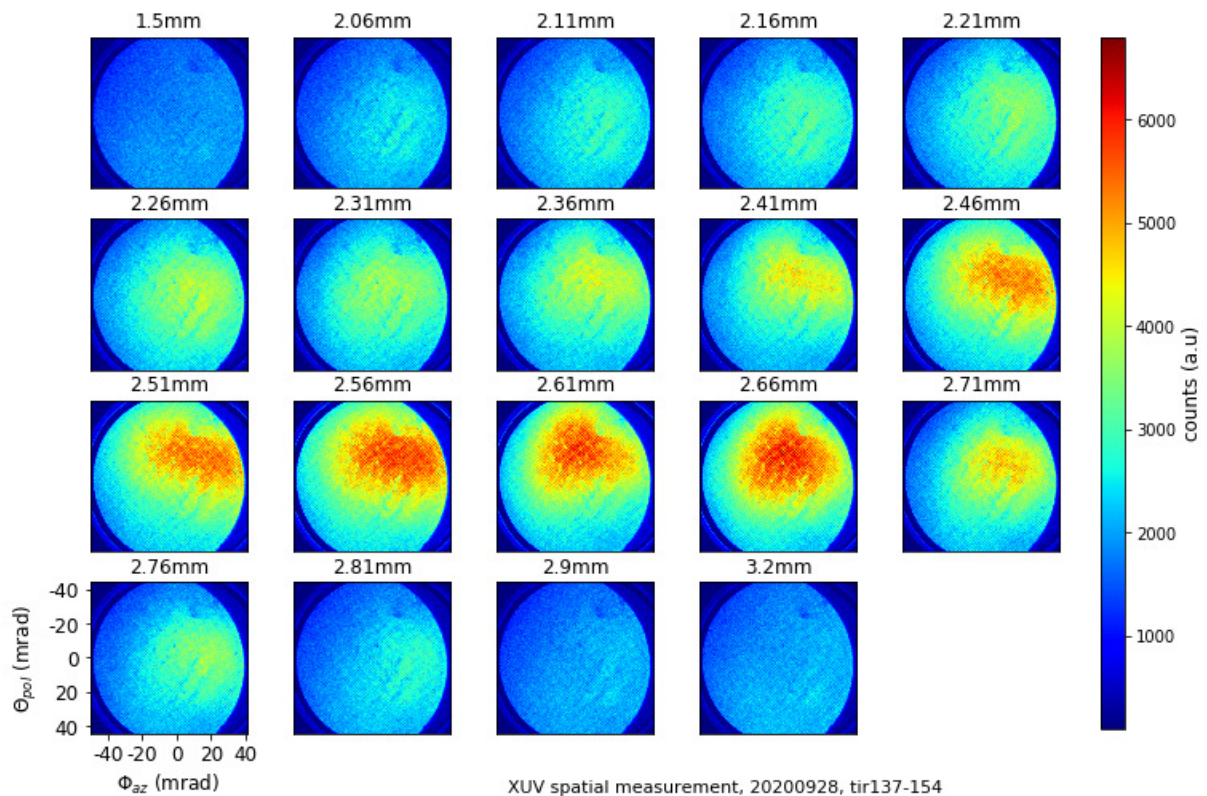 1.5mm 2.06mm 2.11mm 2.16mm 2.21mm
6000
5000
4000
3000
2000
1000
counts (a.u)
2.26mm 2.31mm 2.36mm 2.41mm 2.46mm
2.51mm 2.56mm 2.61mm 2.66mm 2.71mm
2.76mm 2.81mm 2.9mm 3.2mm
-40
-20
0
20
40
Θpol (mrad)
-40 -20 0 20 40
Φaz (mrad)
XUV spatial measurement, 20200928, tir137-154